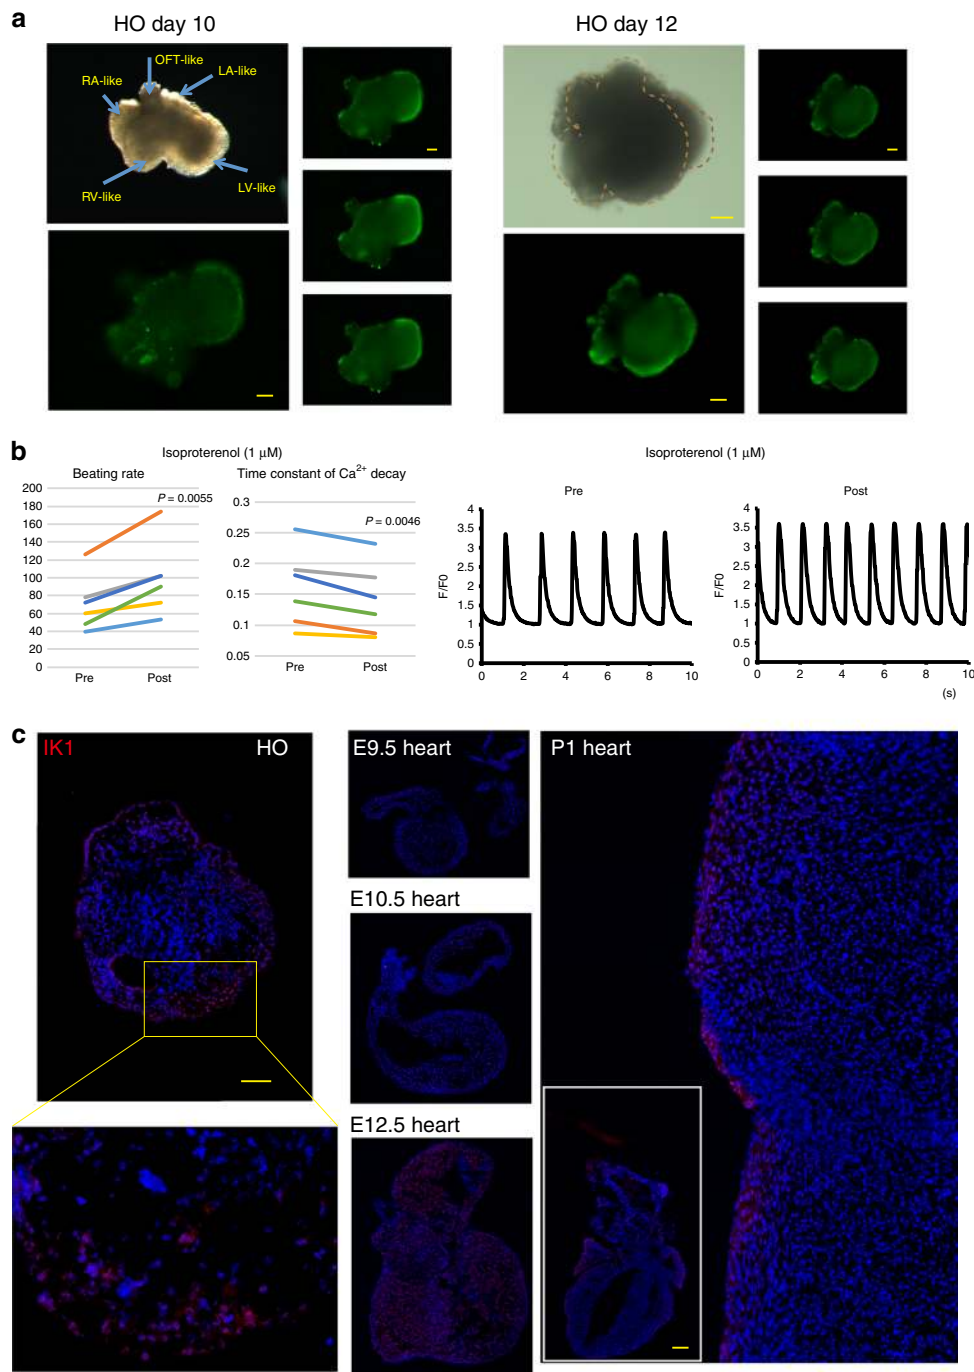 a
HO day 10
HO day 12
OFT-like
LA-like
RA-like
RV-like
LV-like
b
Isoproterenol (1 μM)
Isoproterenol (1 μM)
Beating rate
Time constant of Ca2+ decay
Pre
Post
200
180
160
140
120
100
80
60
40
20
0
P = 0.0055
Pre
Post
0.3
0.25
0.2
0.15
0.1
0.05
P = 0.0046
Pre
Post
F/F0
4
3.5
3
2.5
2
1.5
1
0.5
0
0
2
4
6
8
10
F/F0
4
3.5
3
2.5
2
1.5
1
0.5
0
0
2
4
6
8
10
(s)
c
IK1
HO
E9.5 heart
P1 heart
E10.5 heart
E12.5 heart